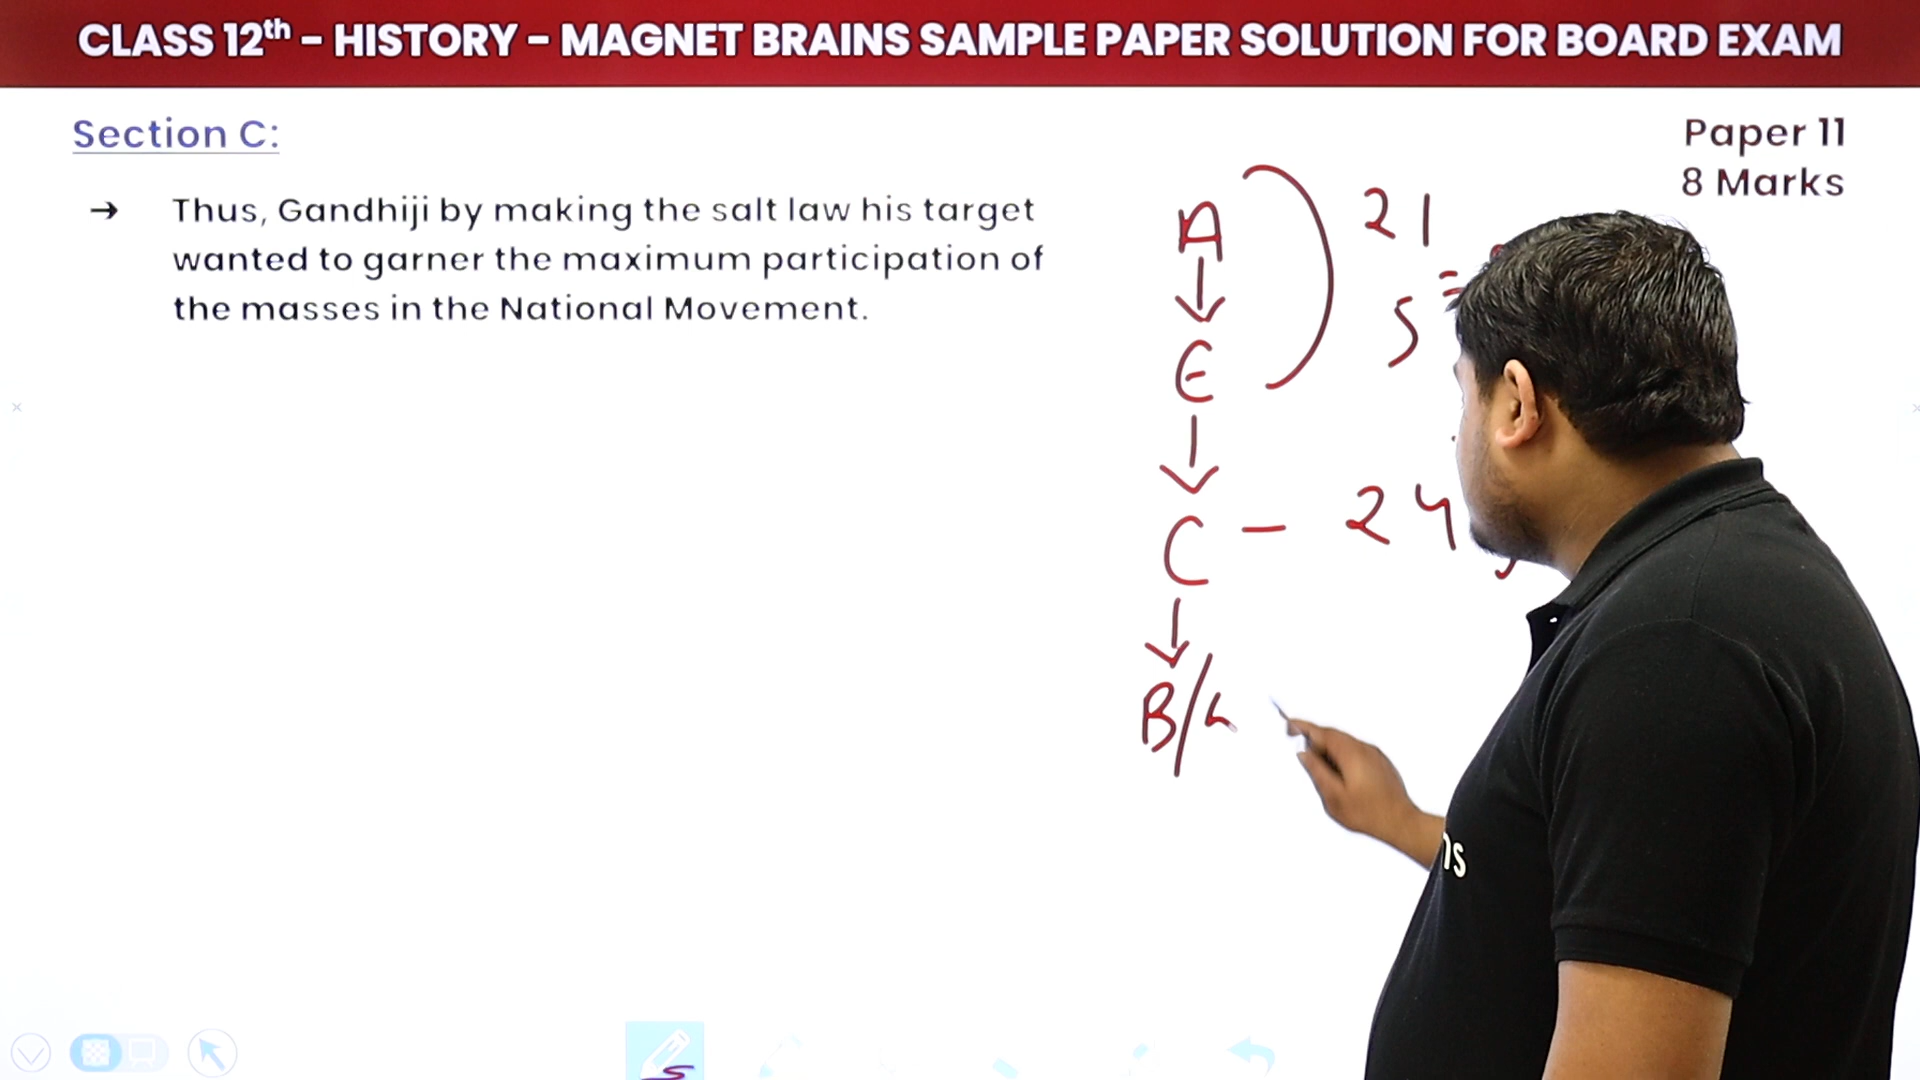 CLASS 12th - HISTORY - MAGNET BRAINS SAMPLE PAPER SOLUTION FOR BOARD EXAM
Section C:
Paper 11
8 Marks
→ Thus, Gandhiji by making the salt law his target
wanted to garner the maximum participation of
the masses in the National Movement.
A
21
5 =
E
C - 24
B/
ns